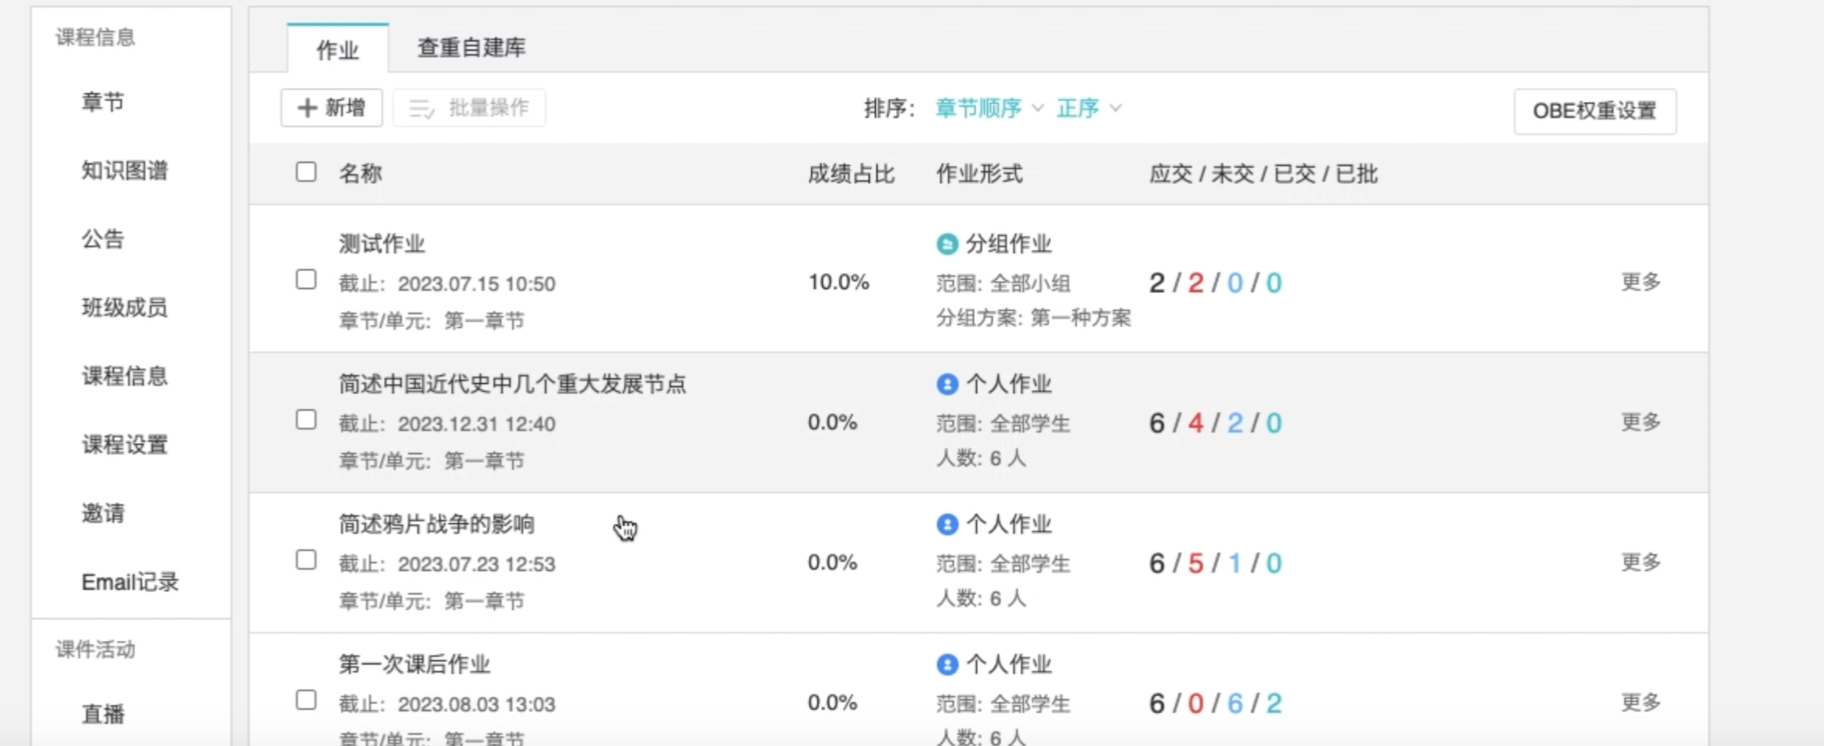 课程信息
章节
知识图谱
公告
班级成员
课程信息
课程设置
邀请
Email记录
课件活动
直播
作业 查重自建库
新增 批量操作 排序： 章节顺序 正序 OBE权重设置
名称 成绩占比 作业形式 应交 / 未交 / 已交 / 已批
测试作业 分组作业
截止： 2023.07.15 10:50 10.0% 范围: 全部小组 2 / 2 / 0 / 0 更多
章节/单元: 第一章节 分组方案: 第一种方案
简述中国近代史中几个重大发展节点 个人作业
截止： 2023.12.31 12:40 0.0% 范围: 全部学生 6 / 4 / 2 / 0 更多
章节/单元: 第一章节 人数: 6 人
简述鸦片战争的影响 个人作业
截止： 2023.07.23 12:53 0.0% 范围: 全部学生 6 / 5 / 1 / 0 更多
章节/单元: 第一章节 人数: 6 人
第一次课后作业 个人作业
截止： 2023.08.03 13:03 0.0% 范围: 全部学生 6 / 0 / 6 / 2 更多
章节/单元: 第一章节 人数: 6 人